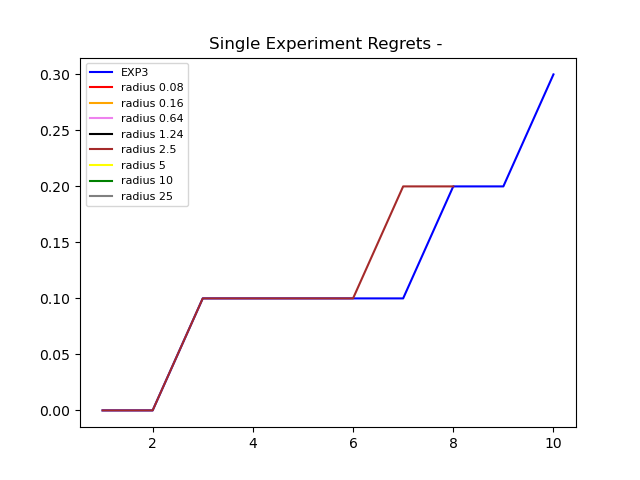 Single Experiment Regrets -
EXP3
radius 0.08
radius 0.16
radius 0.64
radius 1.24
radius 2.5
radius 5
radius 10
radius 25
0.30
0.25
0.20
0.15
0.10
0.05
0.00
2 4 6 8 10